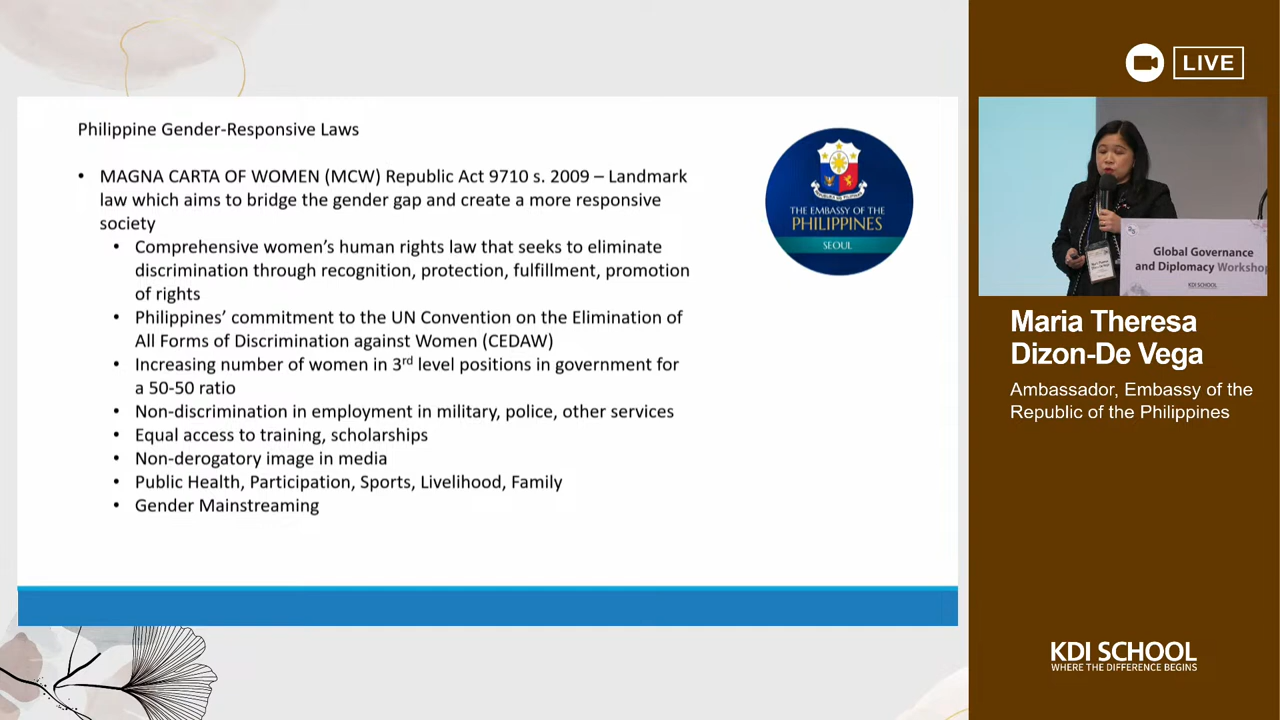 Philippine Gender-Responsive Laws
• MAGNA CARTA OF WOMEN (MCW) Republic Act 9710 s. 2009 – Landmark
law which aims to bridge the gender gap and create a more responsive
society
• Comprehensive women's human rights law that seeks to eliminate
discrimination through recognition, protection, fulfillment, promotion
of rights
• Philippines' commitment to the UN Convention on the Elimination of
All Forms of Discrimination against Women (CEDAW)
• Increasing number of women in 3rd level positions in government for
a 50-50 ratio
• Non-discrimination in employment in military, police, other services
• Equal access to training, scholarships
• Non-derogatory image in media
• Public Health, Participation, Sports, Livelihood, Family
• Gender Mainstreaming
THE EMBASSY OF THE
PHILIPPINES
SEOUL
LIVE
Global Governance
and Diplomacy Workshop
KDI SCHOOL
Maria Theresa
Dizon-De Vega
Ambassador, Embassy of the
Republic of the Philippines
KDI SCHOOL
WHERE THE DIFFERENCE BEGINS